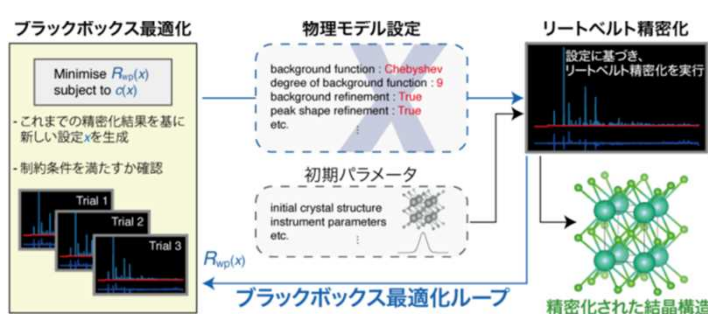 ブラックボックス最適化
Minimise Rwp(x)
subject to c(x)
- これまでの精密化結果を基に
新しい設定xを生成
- 制約条件を満たすか確認
Trial 1
Trial 2
Trial 3
物理モデル設定
X
background function : Chebyshev
degree of background function : 9
background refinement : True
peak shape refinement : True
etc.
⋮
初期パラメータ
initial crystal structure
instrument parameters
etc.
⋮
リートベルト精密化
設定に基づき、
リートベルト精密化を実行
Rwp(x)
ブラックボックス最適化ループ
精密化された結晶構造